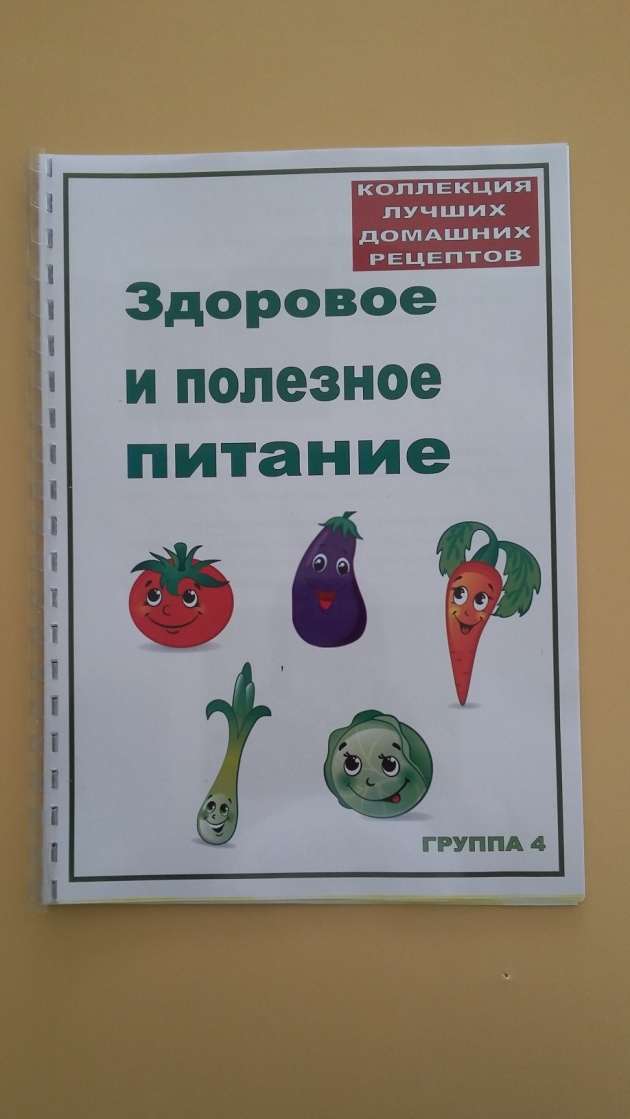 КОЛЛЕКЦИЯ
ЛУЧШИХ
ДОМАШНИХ
РЕЦЕПТОВ
Здоровое
и полезное
питание
ГРУППА 4